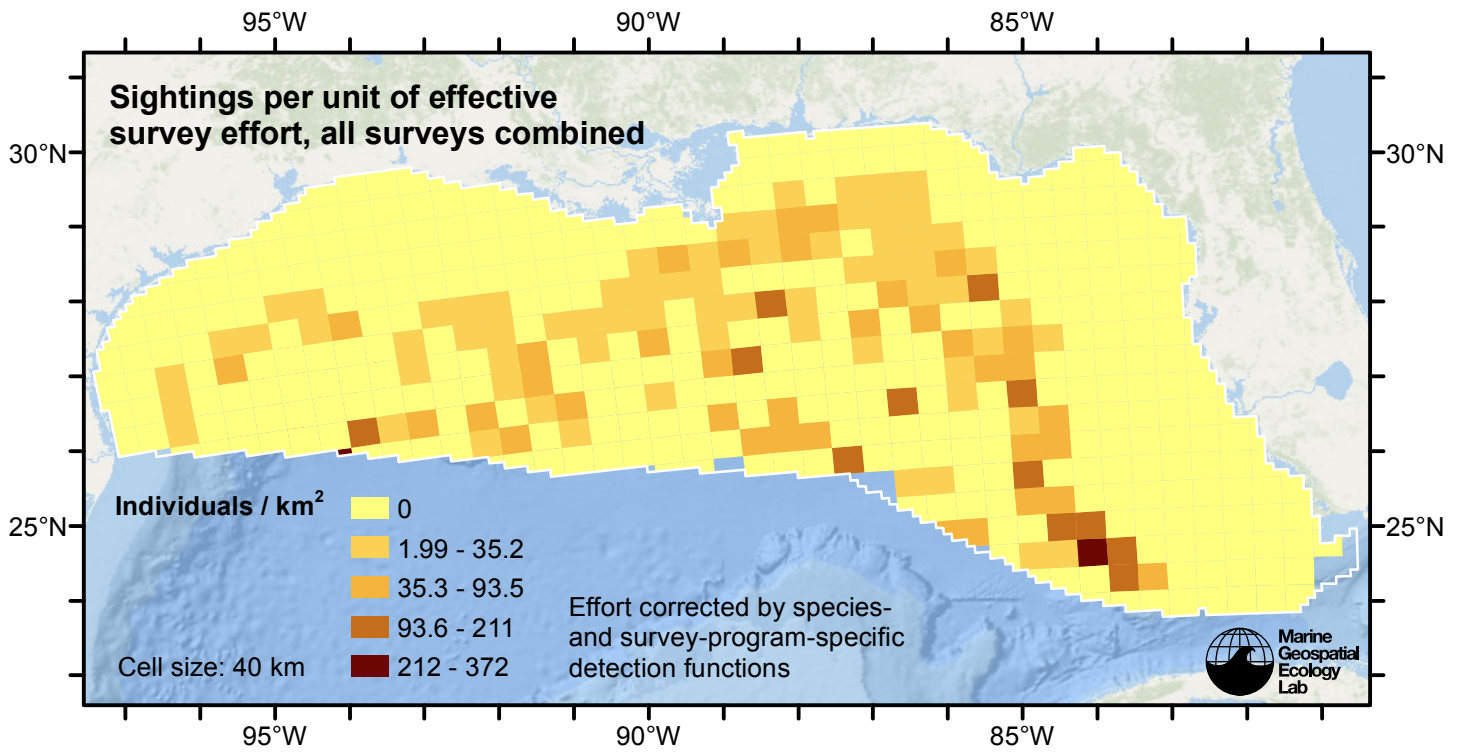 95°W 90°W 85°W
Sightings per unit of effective
survey effort, all surveys combined
30°N 30°N
25°N 25°N
Individuals / km²
0
1.99 - 35.2
35.3 - 93.5
93.6 - 211
212 - 372
Cell size: 40 km
Effort corrected by species-
and survey-program-specific
detection functions
Marine
Geospatial
Ecology
Lab
95°W 90°W 85°W